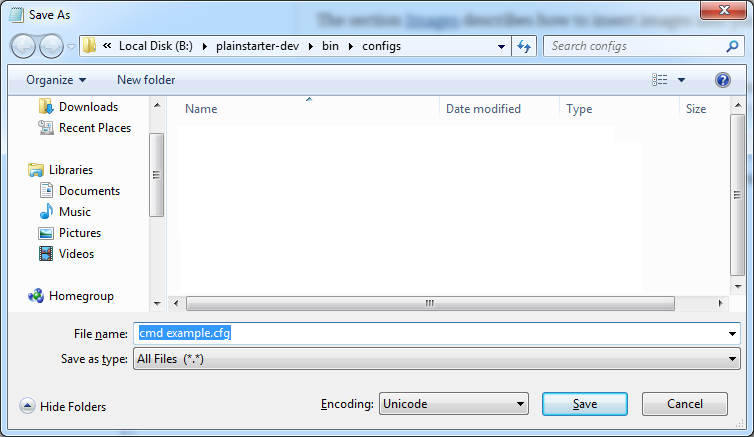 Save As
The section Images describes how to insert images
Local Disk (B:) plainstarter-dev bin configs
Search configs
Organize New folder
Downloads
Recent Places
Libraries
Documents
Music
Pictures
Videos
Homegroup
Name Date modified Type Size
File name: cmd example.cfg
Save as type: All Files (*.*)
Hide Folders Encoding: Unicode Save Cancel